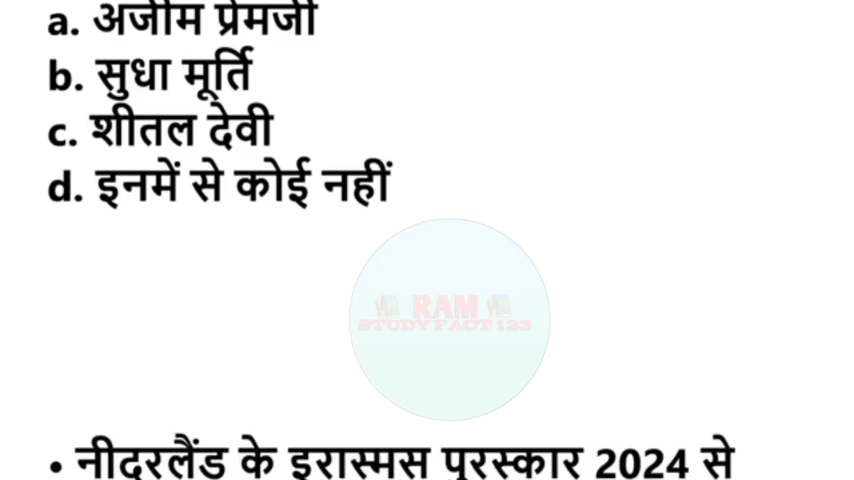 a. अजीम प्रेमजी
b. सुधा मूर्ति
c. शीतल देवी
d. इनमें से कोई नहीं
RAM
STUDY FACT 123
• नीदरलैंड के इरास्मस पुरस्कार 2024 से